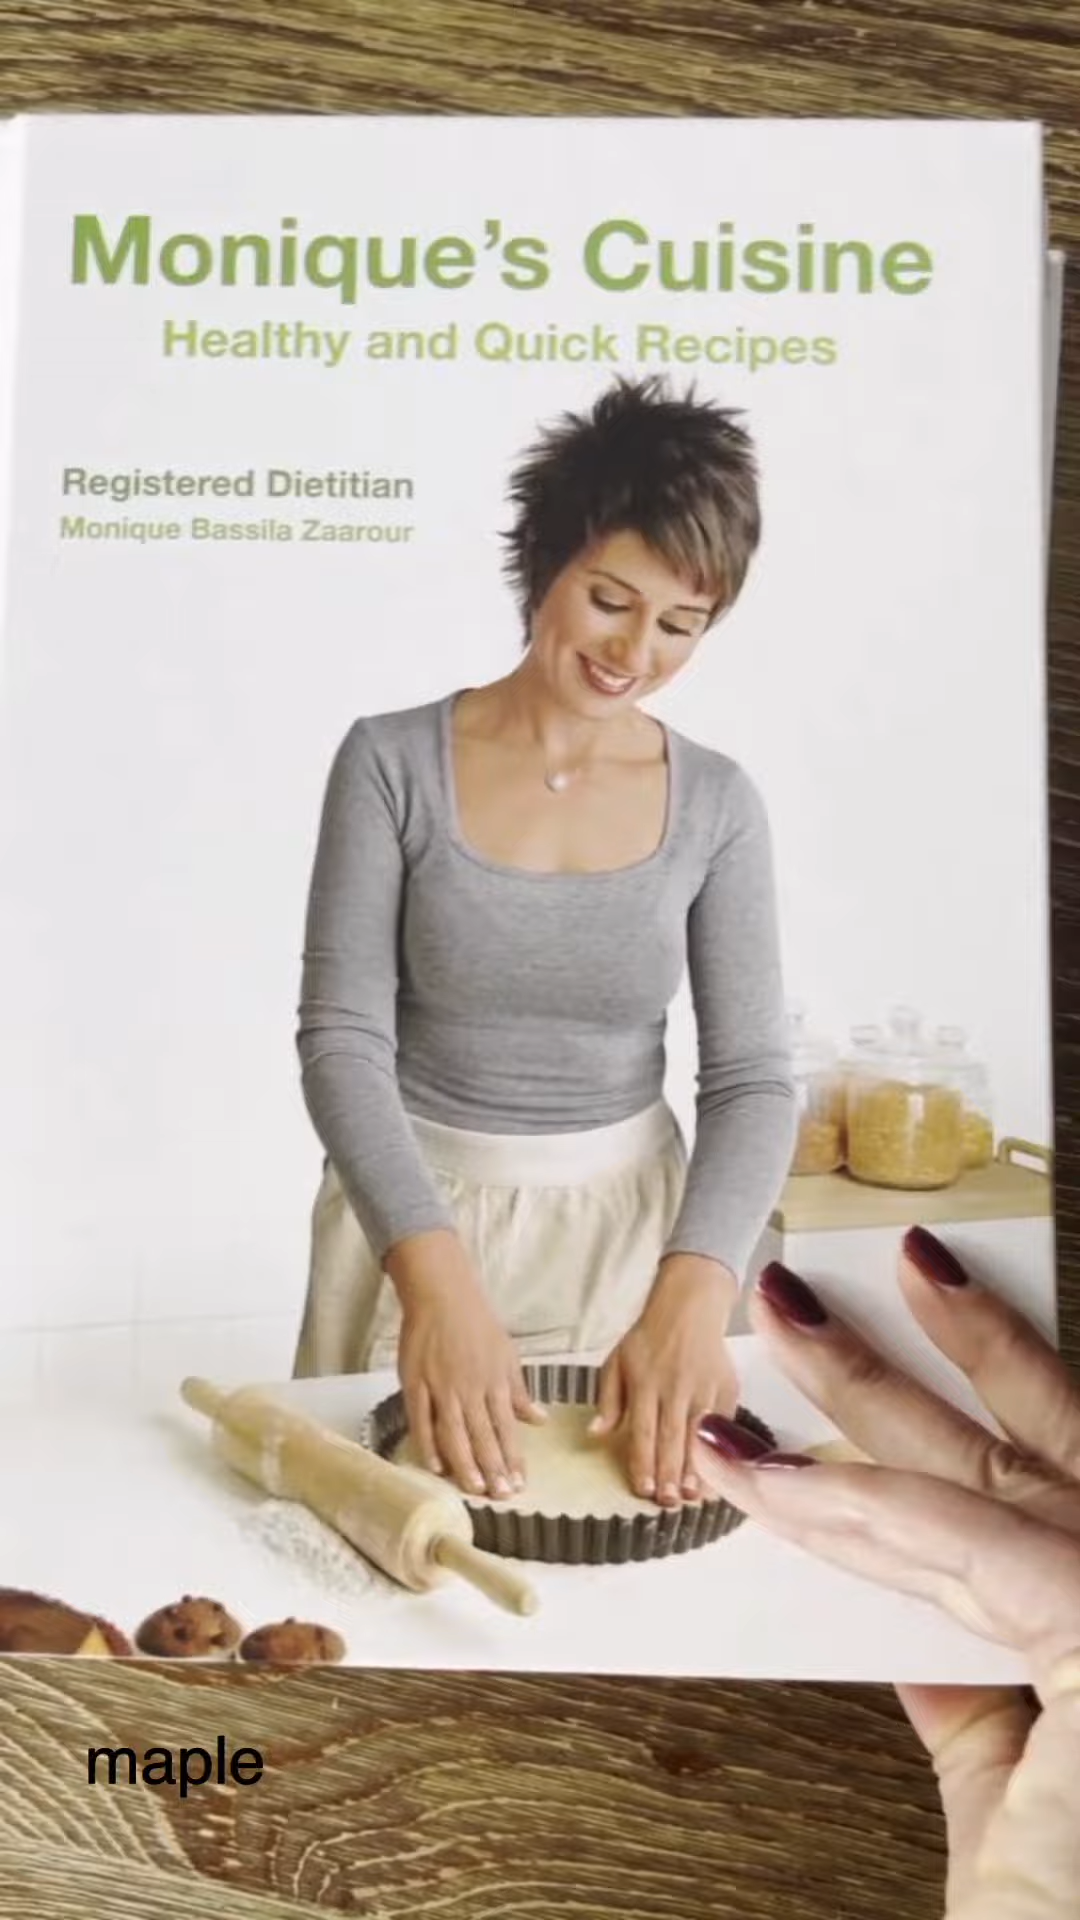 Monique’s Cuisine
Healthy and Quick Recipes
Registered Dietitian
Monique Bassila Zaarour
maple